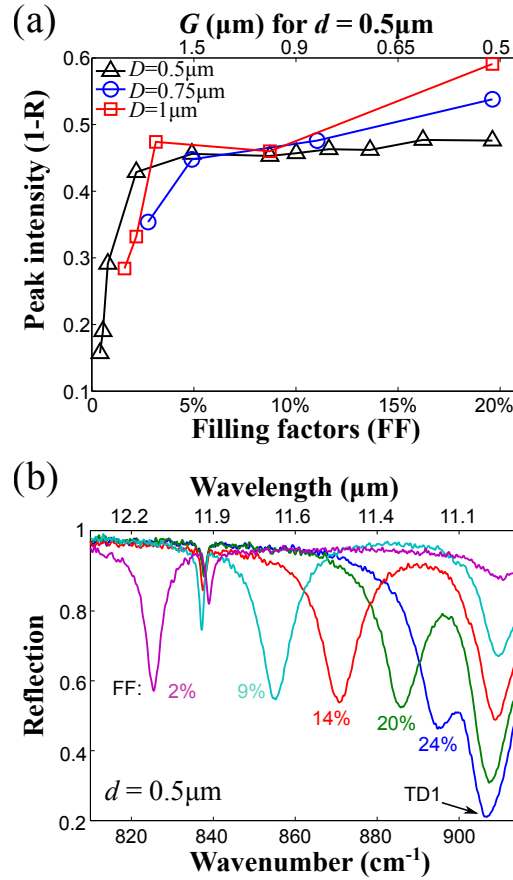 (a)
G (μm) for d = 0.5μm
1.5 0.9 0.65 0.5
0.6
0.5
0.4
0.3
0.2
0.1
Peak intensity (1-R)
D=0.5μm
D=0.75μm
D=1μm
0 5% 10% 15% 20%
Filling factors (FF)
(b)
Wavelength (μm)
12.1 11.9 11.6 11.3 11.1
1
0.8
0.6
0.4
0.2
Reflection
FF: 2% 9% 14% 20% 24%
TD1
d = 0.5μm
820 840 860 880 900
Wavenumber (cm⁻¹)